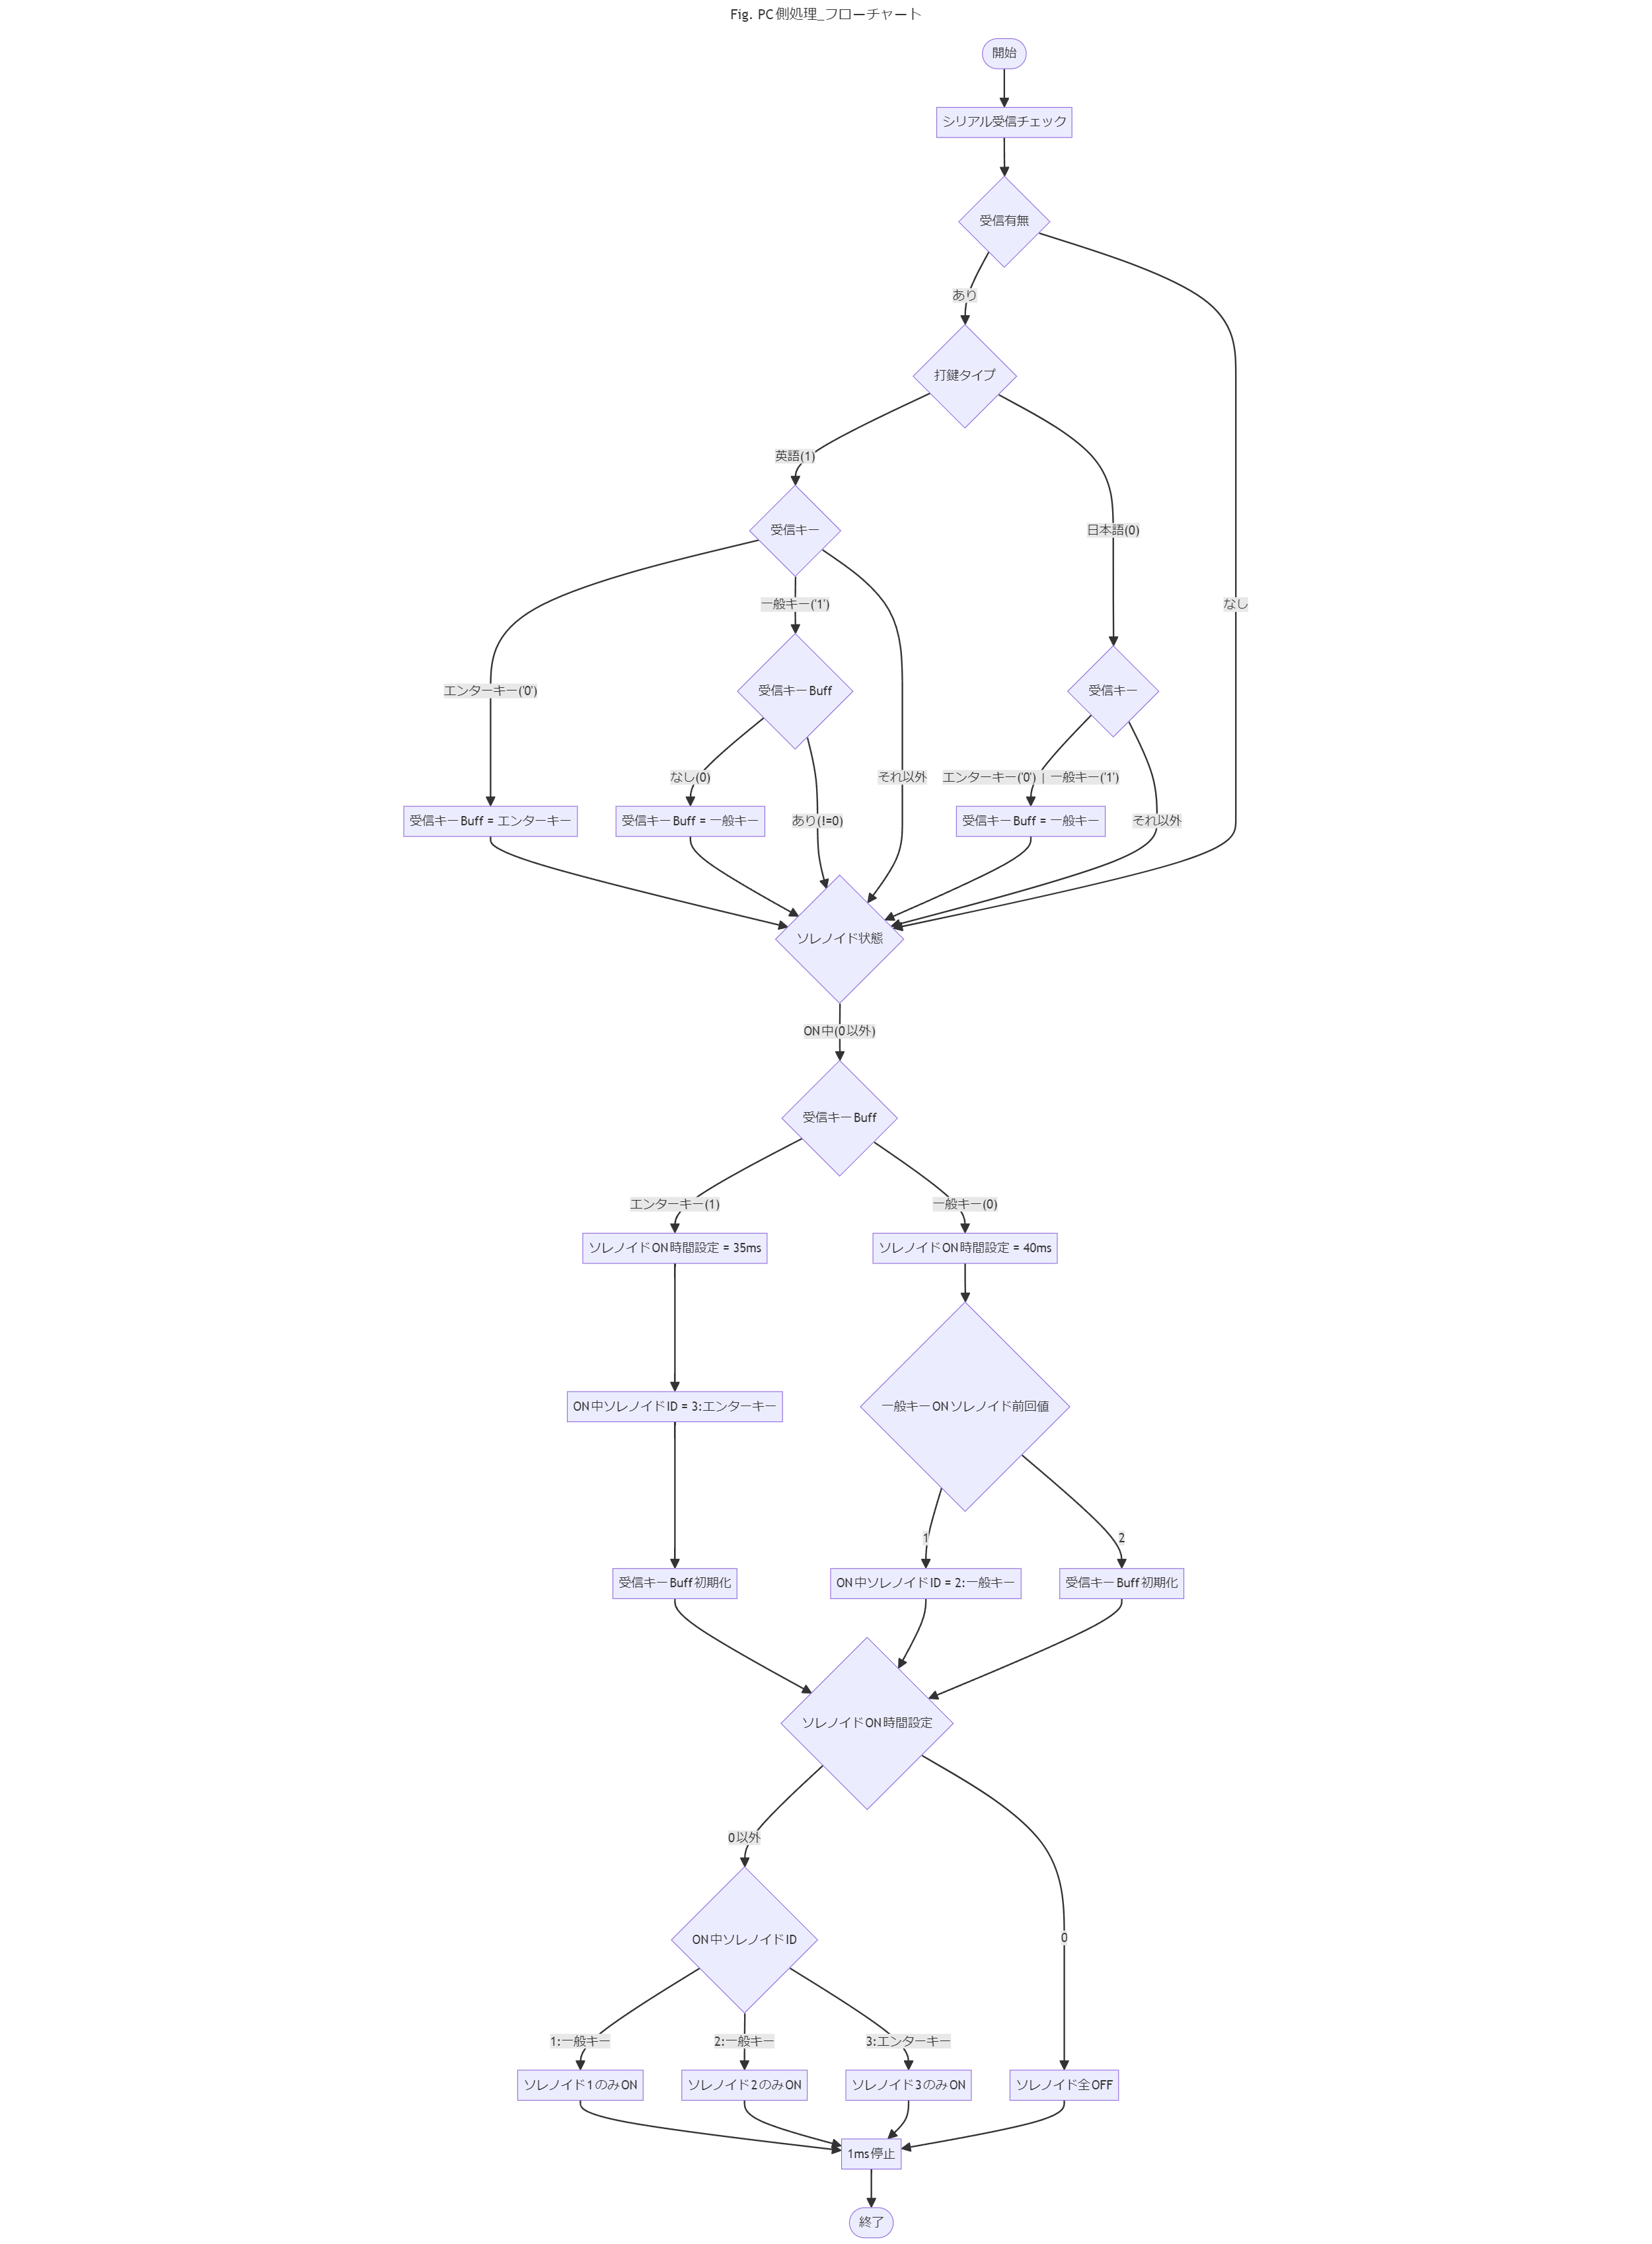 Fig. PC側処理_フローチャート
開始
シリアル受信チェック
受信有無
あり
打鍵タイプ
英語(1)
受信キー
日本語(0)
一般キー('1')
なし
エンターキー('0')
受信キーBuff
受信キー
なし(0)
それ以外
エンターキー('0') | 一般キー('1')
受信キーBuff = エンターキー
受信キーBuff = 一般キー
あり(!=0)
受信キーBuff = 一般キー
それ以外
ソレノイド状態
ON中(0以外)
受信キーBuff
エンターキー(1)
一般キー(0)
ソレノイドON時間設定 = 35ms
ソレノイドON時間設定 = 40ms
ON中ソレノイドID = 3:エンターキー
一般キーONソレノイド前回値
1
2
受信キーBuff初期化
ON中ソレノイドID = 2:一般キー
受信キーBuff初期化
ソレノイドON時間設定
0以外
ON中ソレノイドID
0
1:一般キー
2:一般キー
3:エンターキー
ソレノイド1のみON
ソレノイド2のみON
ソレノイド3のみON
ソレノイド全OFF
1ms停止
終了